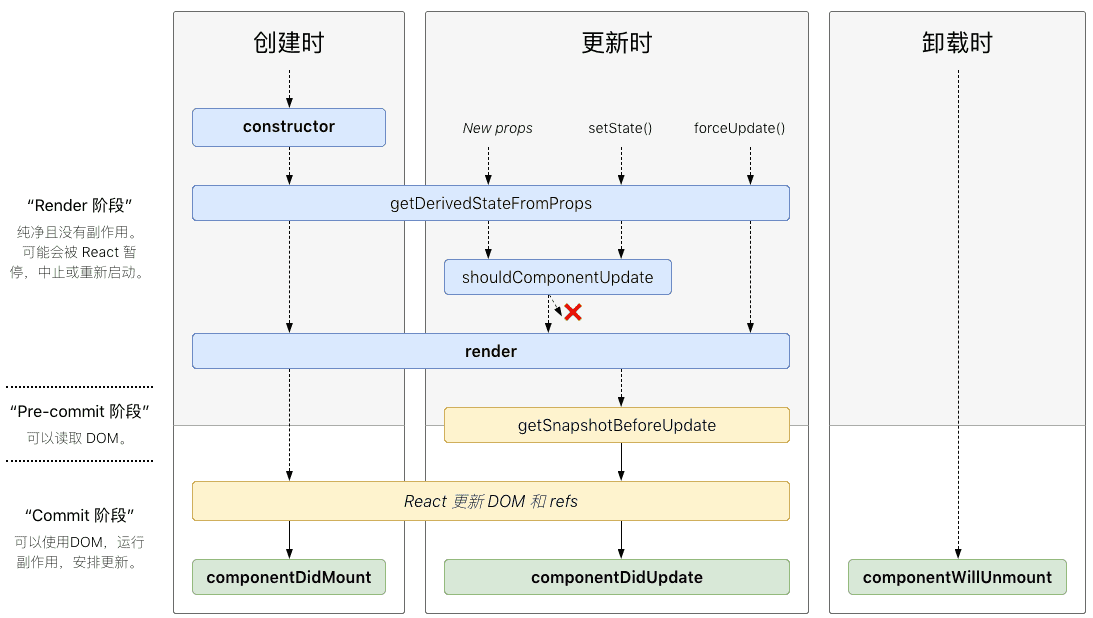 创建时
更新时
卸载时
constructor
New props
setState()
forceUpdate()
“Render 阶段”
纯净且没有副作用。
可能会被 React 暂
停，中止或重新启动。
getDerivedStateFromProps
shouldComponentUpdate
render
“Pre-commit 阶段”
可以读取 DOM。
getSnapshotBeforeUpdate
React 更新 DOM 和 refs
“Commit 阶段”
可以使用DOM，运行
副作用，安排更新。
componentDidMount
componentDidUpdate
componentWillUnmount